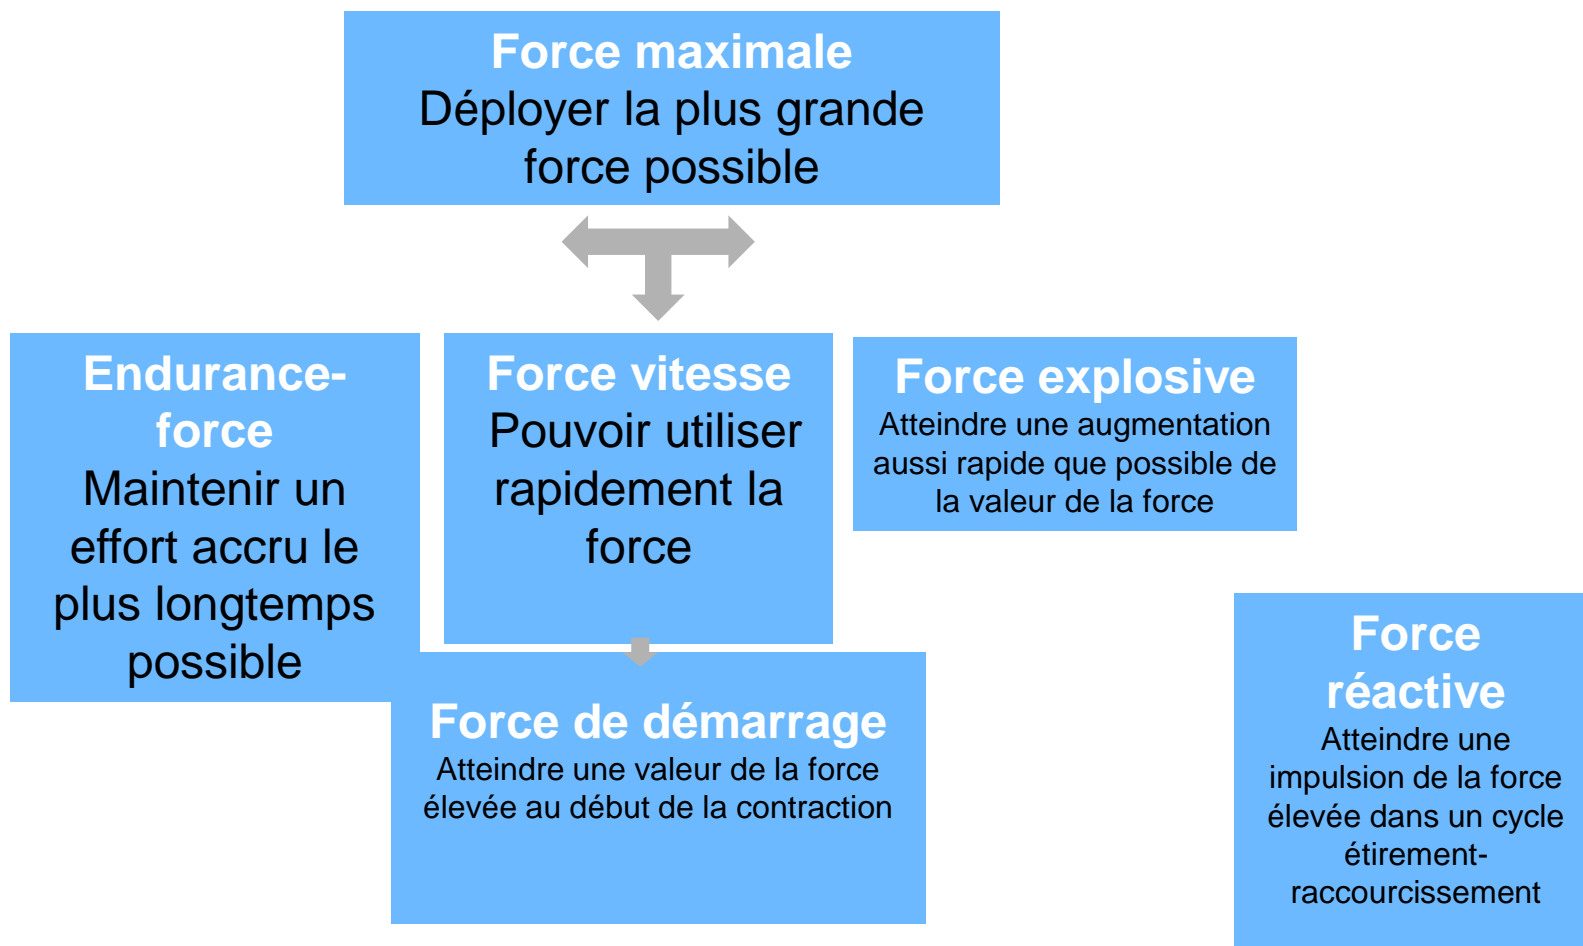 Force maximale
Déployer la plus grande
force possible
Endurance-
force
Maintenir un
effort accru le
plus longtemps
possible
Force vitesse
Pouvoir utiliser
rapidement la
force
Force explosive
Atteindre une augmentation
aussi rapide que possible de
la valeur de la force
Force de démarrage
Atteindre une valeur de la force
élevée au début de la contraction
Force
réactive
Atteindre une
impulsion de la force
élevée dans un cycle
étirement-
raccourcissement